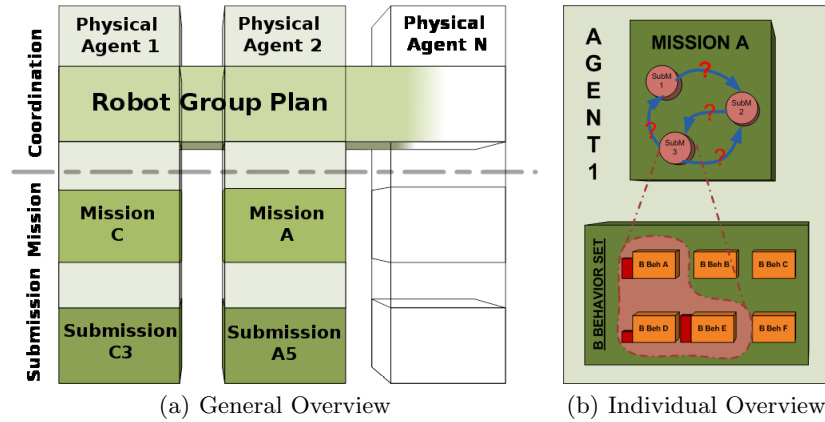 Physical
Agent 1
Physical
Agent 2
Physical
Agent N
Coordination
Robot Group Plan
Mission
Mission
C
Mission
A
Submission
Submission
C3
Submission
A5
(a) General Overview
AGENT1
MISSION A
SubM
1
?
SubM
2
?
?
SubM
3
?
B BEHAVIOR SET
B Beh A
B Beh B
B Beh C
B Beh D
B Beh E
B Beh F
(b) Individual Overview